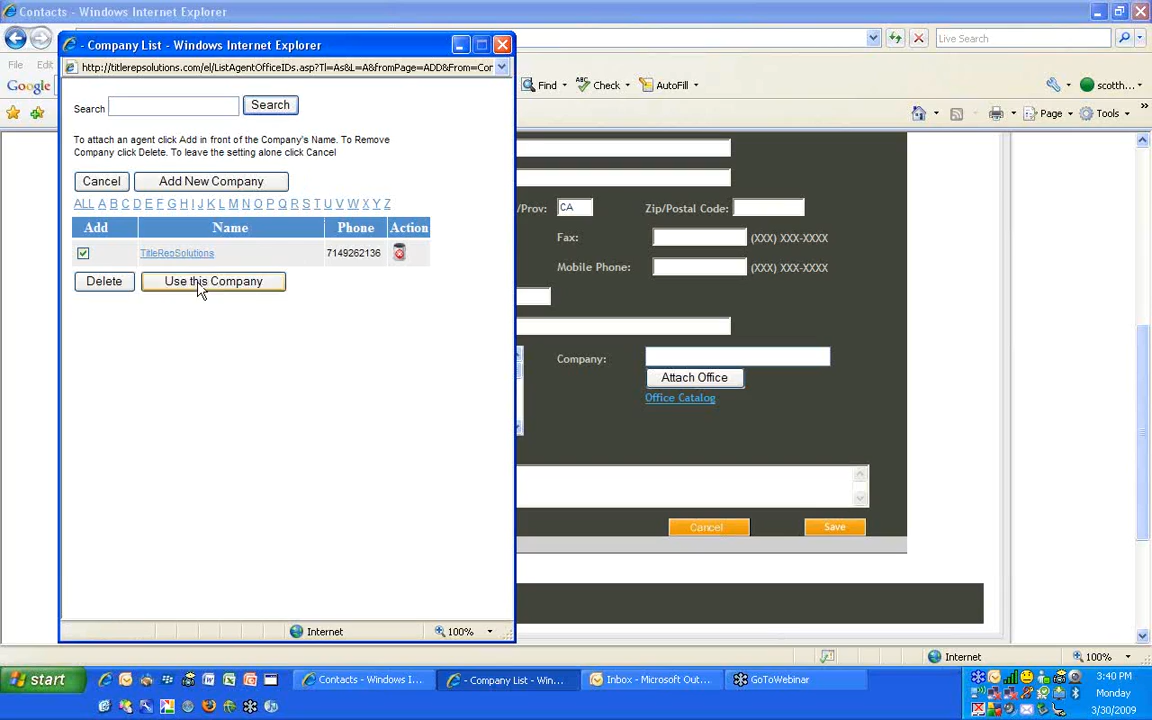 Contacts - Windows Internet Explorer
- Company List - Windows Internet Explorer
Live Search
http://titlerepsolutions.com/el/ListAgentOfficeIDs.asp?Tl=As&L=A&fromPage=ADD&From=Cor
File Edit
Google
Find
Check
AutoFill
scotth...
Page
Tools
Search
Search
To attach an agent click Add in front of the Company's Name. To Remove
Company click Delete. To leave the setting alone click Cancel
Cancel
Add New Company
ALL A B C D E F G H I J K L M N O P Q R S T U V W X Y Z
Add Name Phone Action
TitleRepSolutions 7149262136
Delete
Use this Company
/Prov: CA Zip/Postal Code:
Fax: (XXX) XXX-XXXX
Mobile Phone: (XXX) XXX-XXXX
Company:
Attach Office
Office Catalog
Cancel
Save
Internet 100%
Internet 100%
start
Contacts - Windows I...
- Company List - Win...
Inbox - Microsoft Out...
GoToWebinar
3:40 PM
Monday
3/30/2009